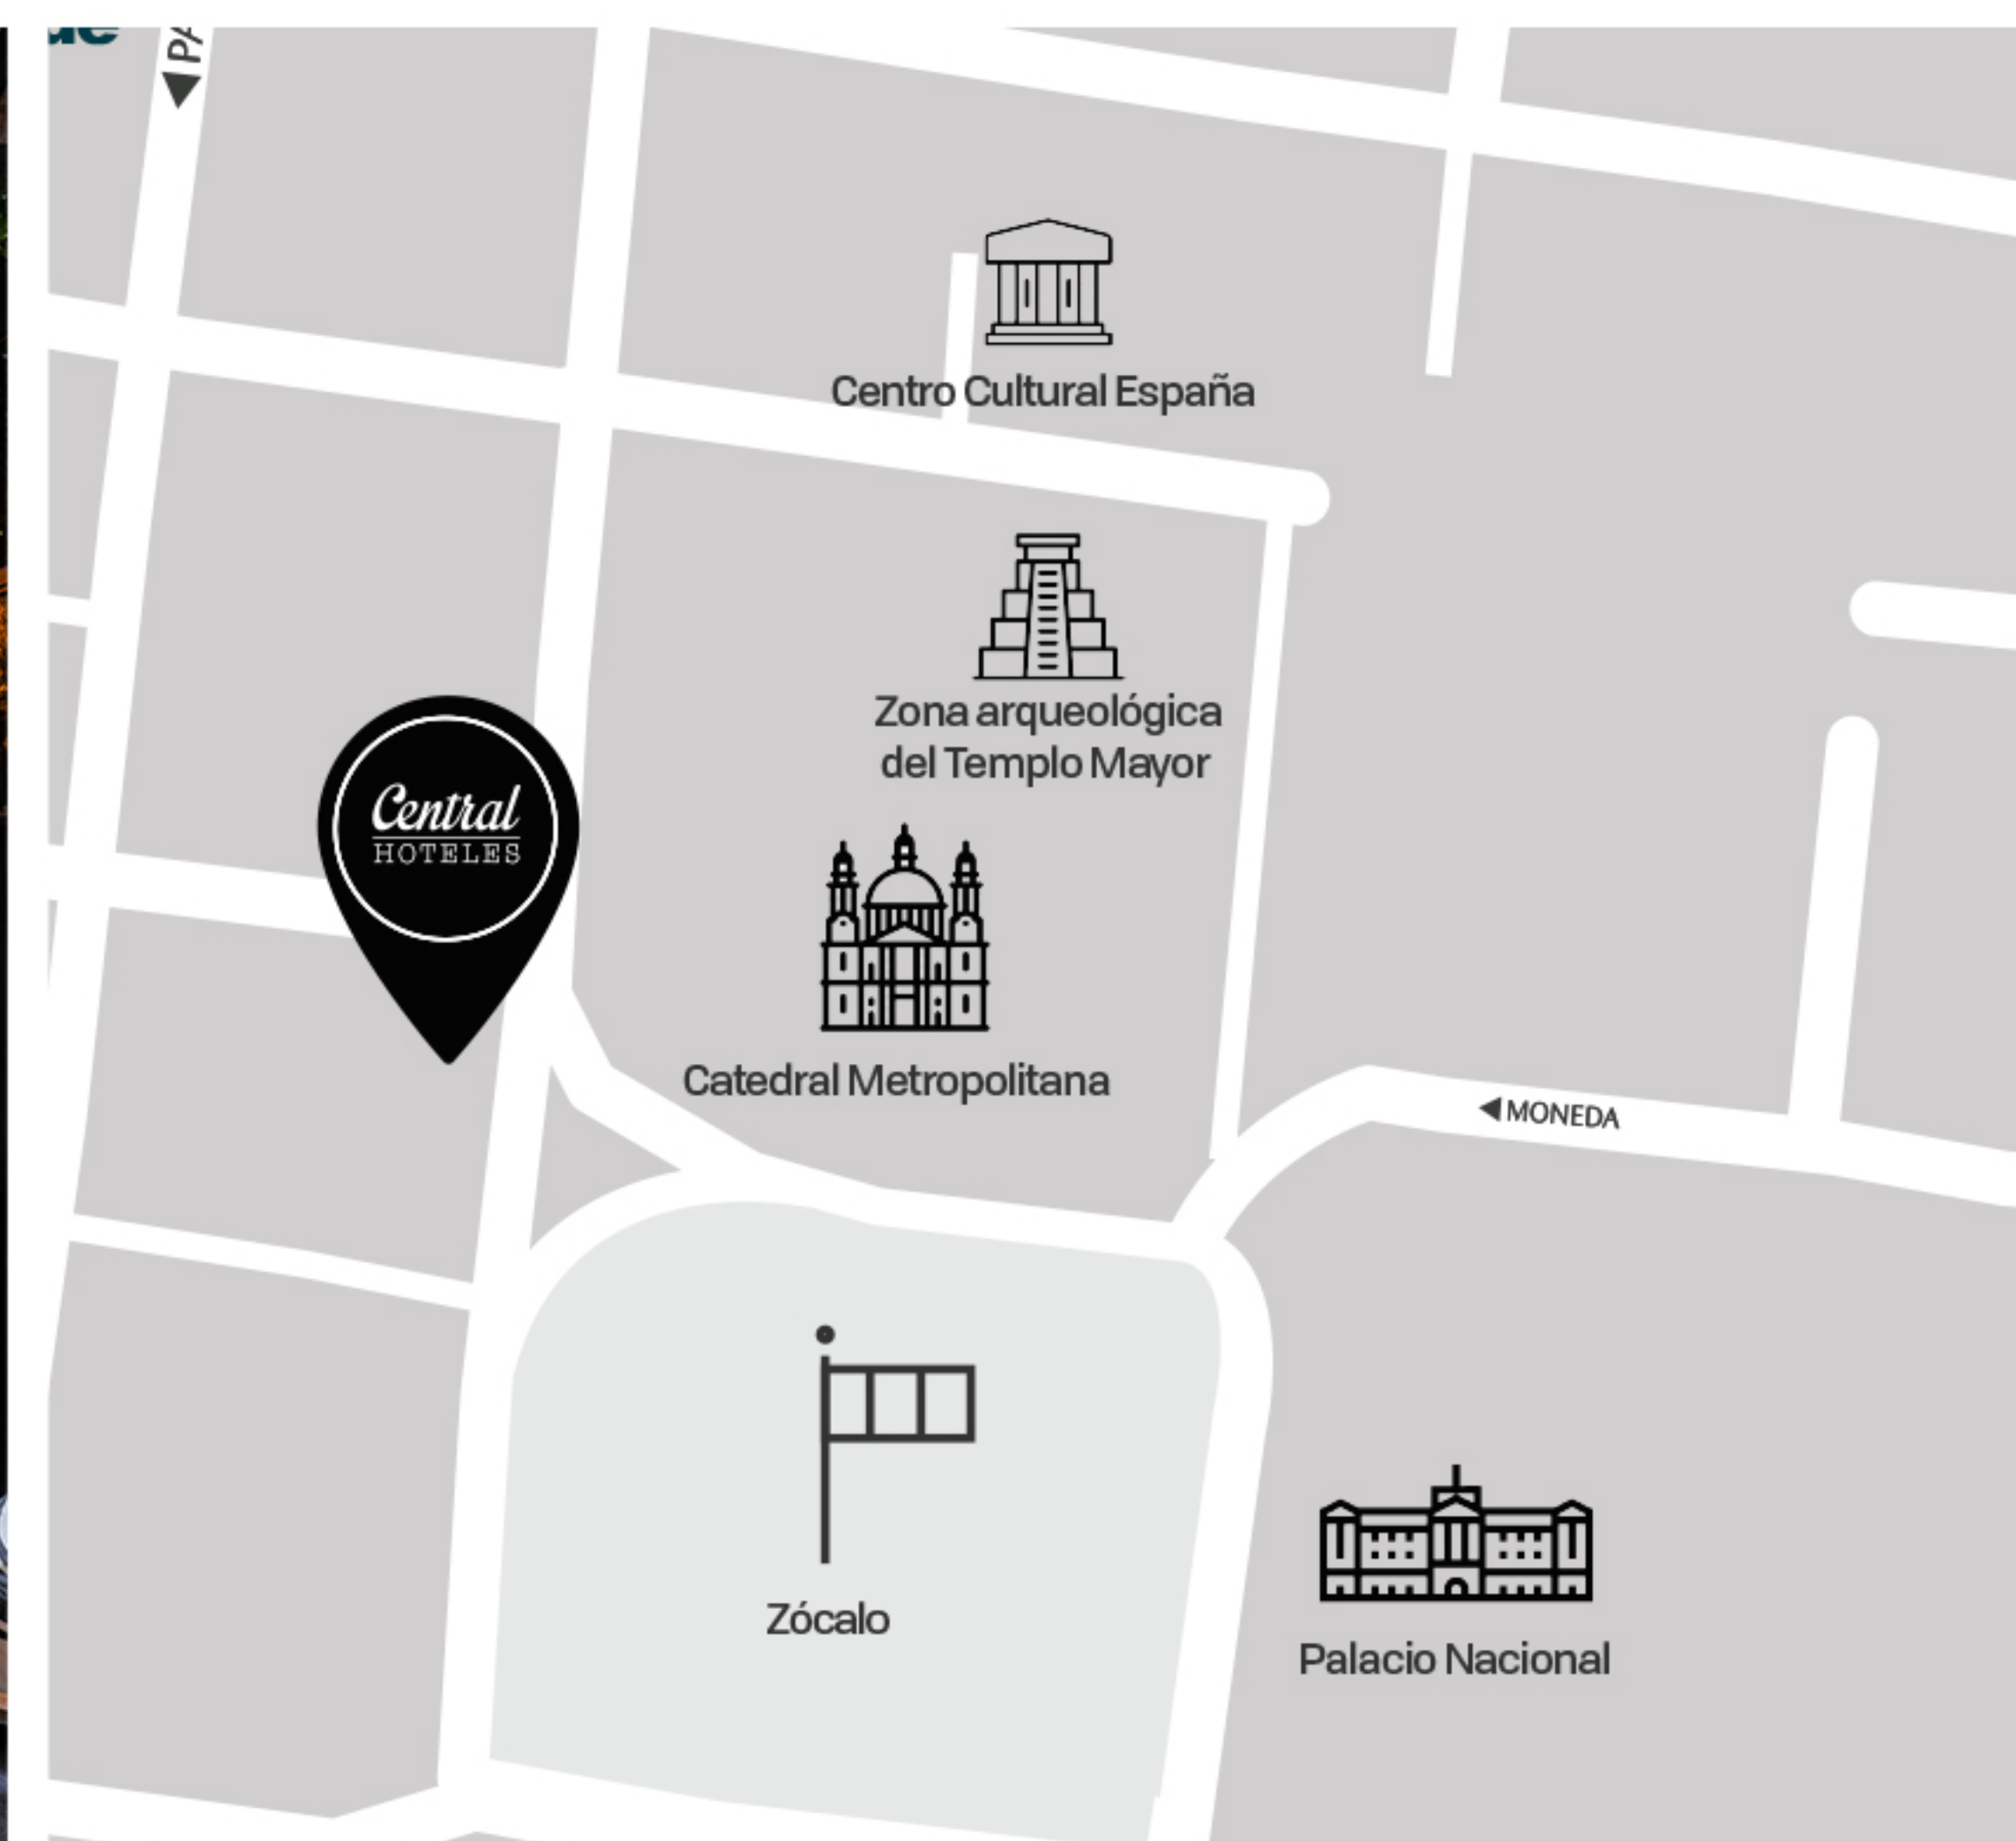 Centro Cultural España
Zona arqueológica
del Templo Mayor
Central
HOTELES
Catedral Metropolitana
MONEDA
Zócalo
Palacio Nacional